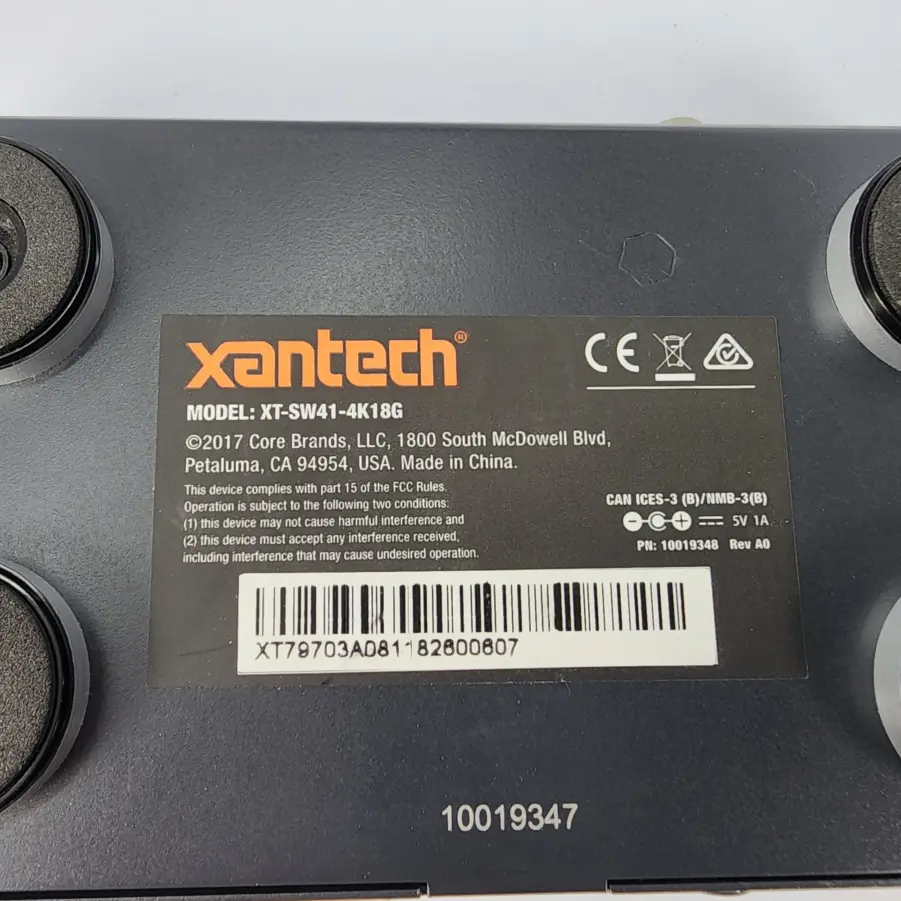 xantech®
MODEL: XT-SW41-4K18G
©2017 Core Brands, LLC, 1800 South McDowell Blvd,
Petaluma, CA 94954, USA. Made in China.
This device complies with part 15 of the FCC Rules.
Operation is subject to the following two conditions:
(1) this device may not cause harmful interference and
(2) this device must accept any interference received,
including interference that may cause undesired operation.
CE
CAN ICES-3 (B)/NMB-3(B)
5V 1A
PN: 10019348 Rev A0
XT79703A081182600607
10019347